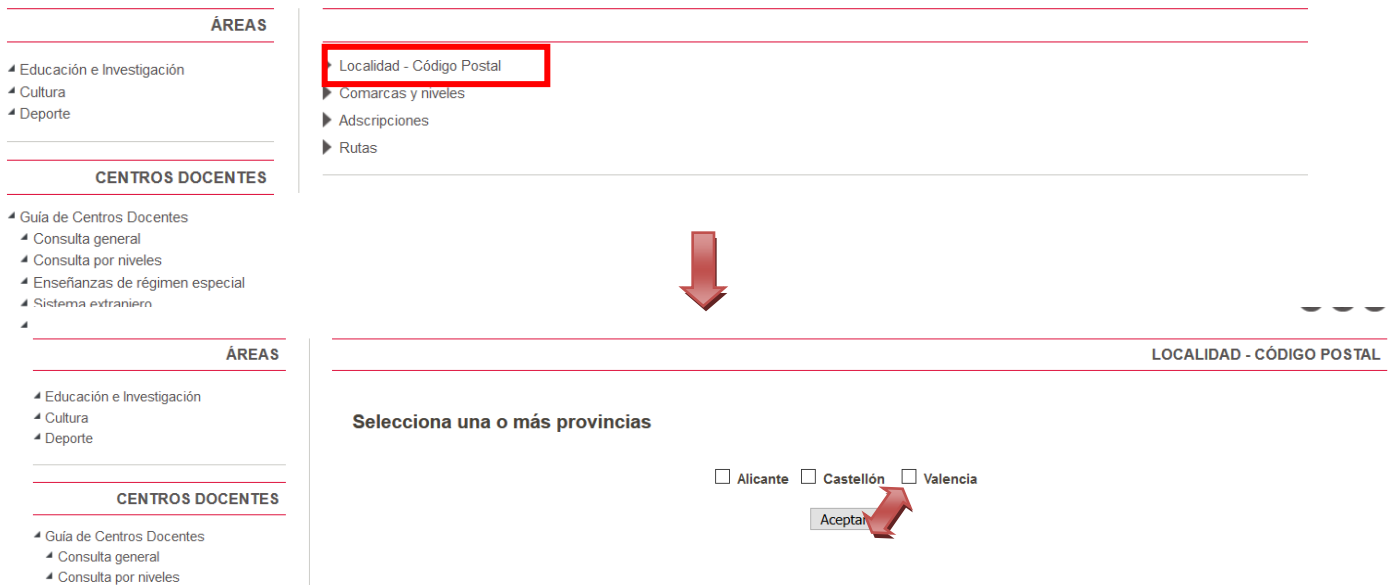 ÁREAS
Educación e Investigación
Cultura
Deporte
CENTROS DOCENTES
Guía de Centros Docentes
Consulta general
Consulta por niveles
Enseñanzas de régimen especial
Sistema extranjero
Localidad - Código Postal
Comarcas y niveles
Adscripciones
Rutas
ÁREAS
Educación e Investigación
Cultura
Deporte
CENTROS DOCENTES
Guía de Centros Docentes
Consulta general
Consulta por niveles
LOCALIDAD - CÓDIGO POSTAL
Selecciona una o más provincias
Alicante Castellón Valencia
Aceptar